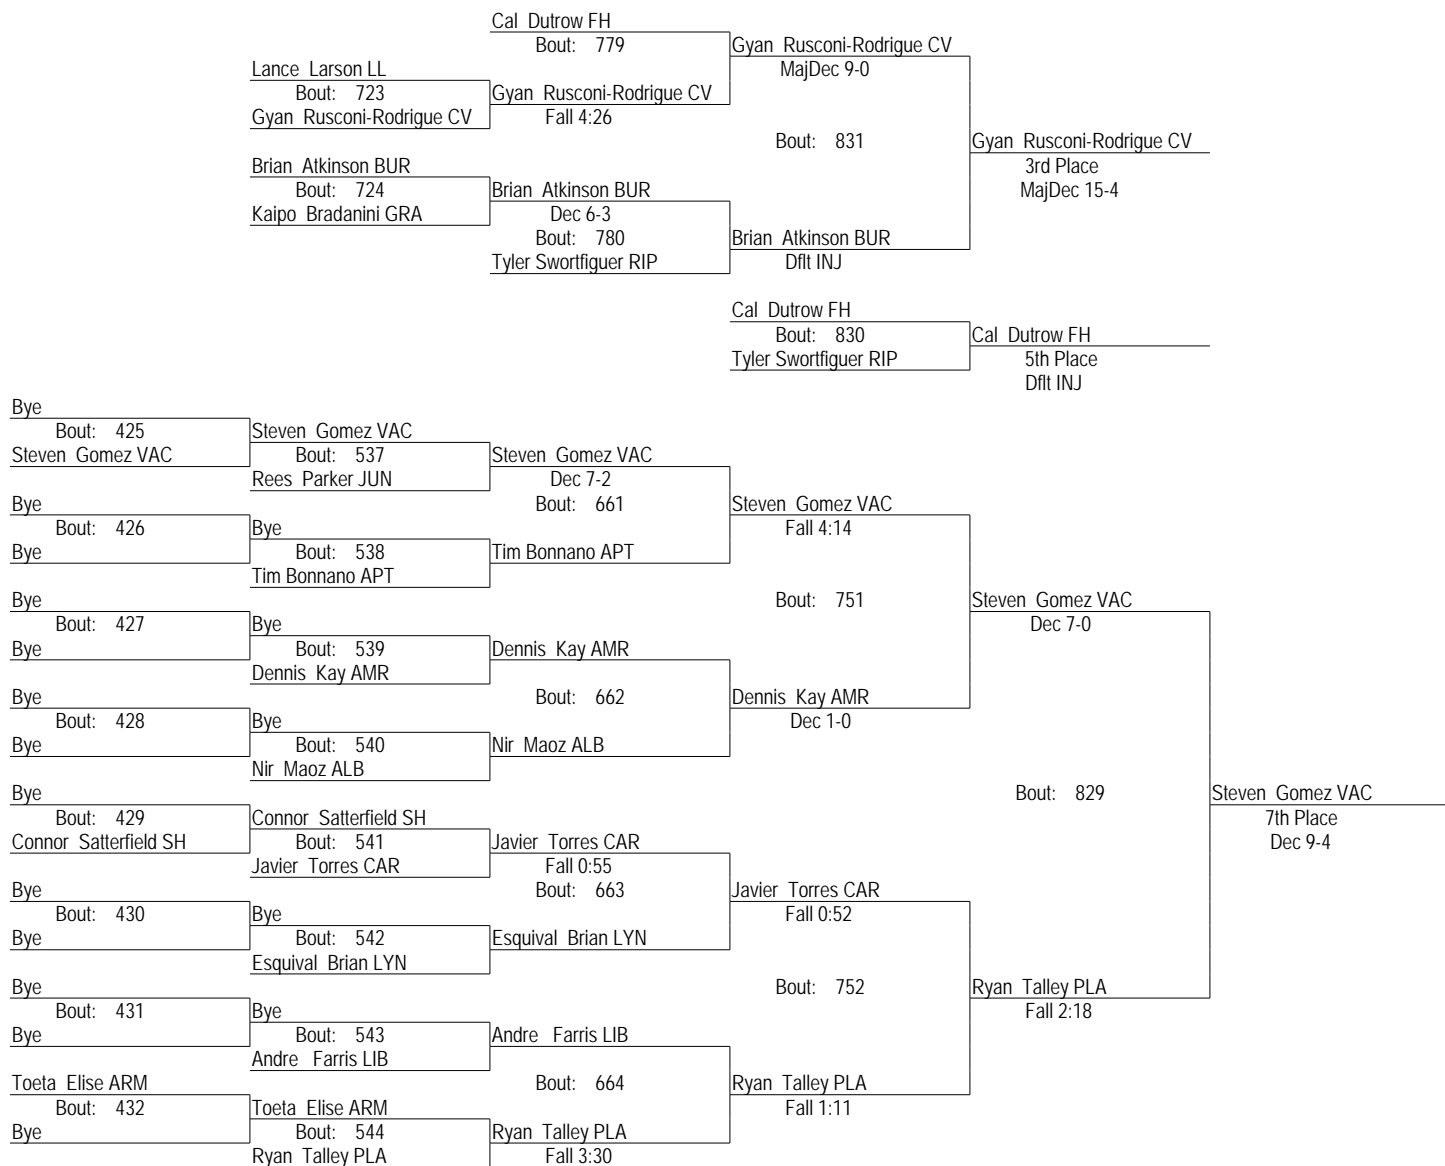 Cal Dutrow FH
Bout: 779
Gyan Rusconi-Rodrigue CV
Lance Larson LL
MajDec 9-0
Bout: 723
Gyan Rusconi-Rodrigue CV
Gyan Rusconi-Rodrigue CV
Fall 4:26
Bout: 831
Gyan Rusconi-Rodrigue CV
Brian Atkinson BUR
3rd Place
Bout: 724
Brian Atkinson BUR
MajDec 15-4
Kaipo Bradanini GRA
Dec 6-3
Bout: 780
Brian Atkinson BUR
Tyler Swortfiguer RIP
Dflt INJ
Cal Dutrow FH
Bout: 830
Cal Dutrow FH
Tyler Swortfiguer RIP
5th Place
Dflt INJ
Bye
Bout: 425
Steven Gomez VAC
Steven Gomez VAC
Bout: 537
Steven Gomez VAC
Rees Parker JUN
Dec 7-2
Bye
Bout: 661
Steven Gomez VAC
Bout: 426
Bye
Fall 4:14
Bye
Bout: 538
Tim Bonnano APT
Tim Bonnano APT
Bye
Bout: 751
Steven Gomez VAC
Bout: 427
Bye
Dec 7-0
Bye
Bout: 539
Dennis Kay AMR
Dennis Kay AMR
Bye
Bout: 662
Dennis Kay AMR
Bout: 428
Bye
Dec 1-0
Bye
Bout: 540
Nir Maoz ALB
Nir Maoz ALB
Bye
Bout: 829
Steven Gomez VAC
Bout: 429
Connor Satterfield SH
7th Place
Connor Satterfield SH
Bout: 541
Javier Torres CAR
Dec 9-4
Javier Torres CAR
Fall 0:55
Bye
Bout: 663
Javier Torres CAR
Bout: 430
Bye
Fall 0:52
Bye
Bout: 542
Esquival Brian LYN
Esquival Brian LYN
Bye
Bout: 752
Ryan Talley PLA
Bout: 431
Bye
Fall 2:18
Bye
Bout: 543
Andre Farris LIB
Andre Farris LIB
Toeta Elise ARM
Bout: 664
Ryan Talley PLA
Bout: 432
Toeta Elise ARM
Fall 1:11
Bye
Bout: 544
Ryan Talley PLA
Ryan Talley PLA
Fall 3:30